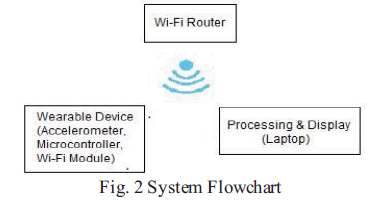 Wi-Fi Router
Wearable Device
(Accelerometer,
Microcontroller,
Wi-Fi Module)
Processing & Display
(Laptop)
Fig. 2 System Flowchart